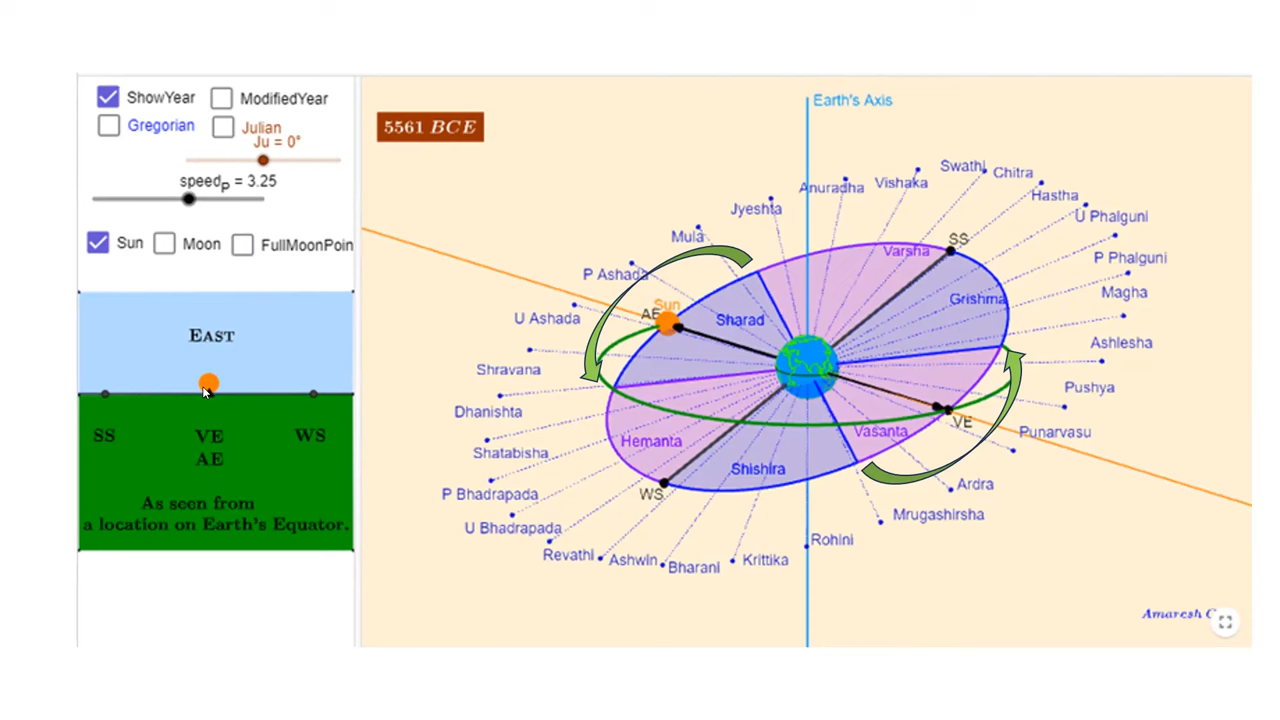 ShowYear
ModifiedYear
Gregorian
Julian
Ju = 0°
speedP = 3.25
Sun
Moon
FullMoonPoin
EAST
SS
VE
WS
AE
As seen from
a location on Earth's Equator.
5561 BCE
Earth's Axis
Swathi
Chitra
Anuradha
Vishaka
Hastha
Jyeshta
U Phalguni
Mula
SS
Varsha
P Phalguni
P Ashada
Magha
Grishma
Sun
AE
U Ashada
Sharad
Ashlesha
Shravana
Pushya
Dhanishta
VE
Punarvasu
Hemanta
Vasanta
Shatabisha
Shishira
Ardra
WS
P Bhadrapada
Mrugashirsha
U Bhadrapada
Rohini
Revathi
Ashwin
Bharani
Krittika
Amaresh